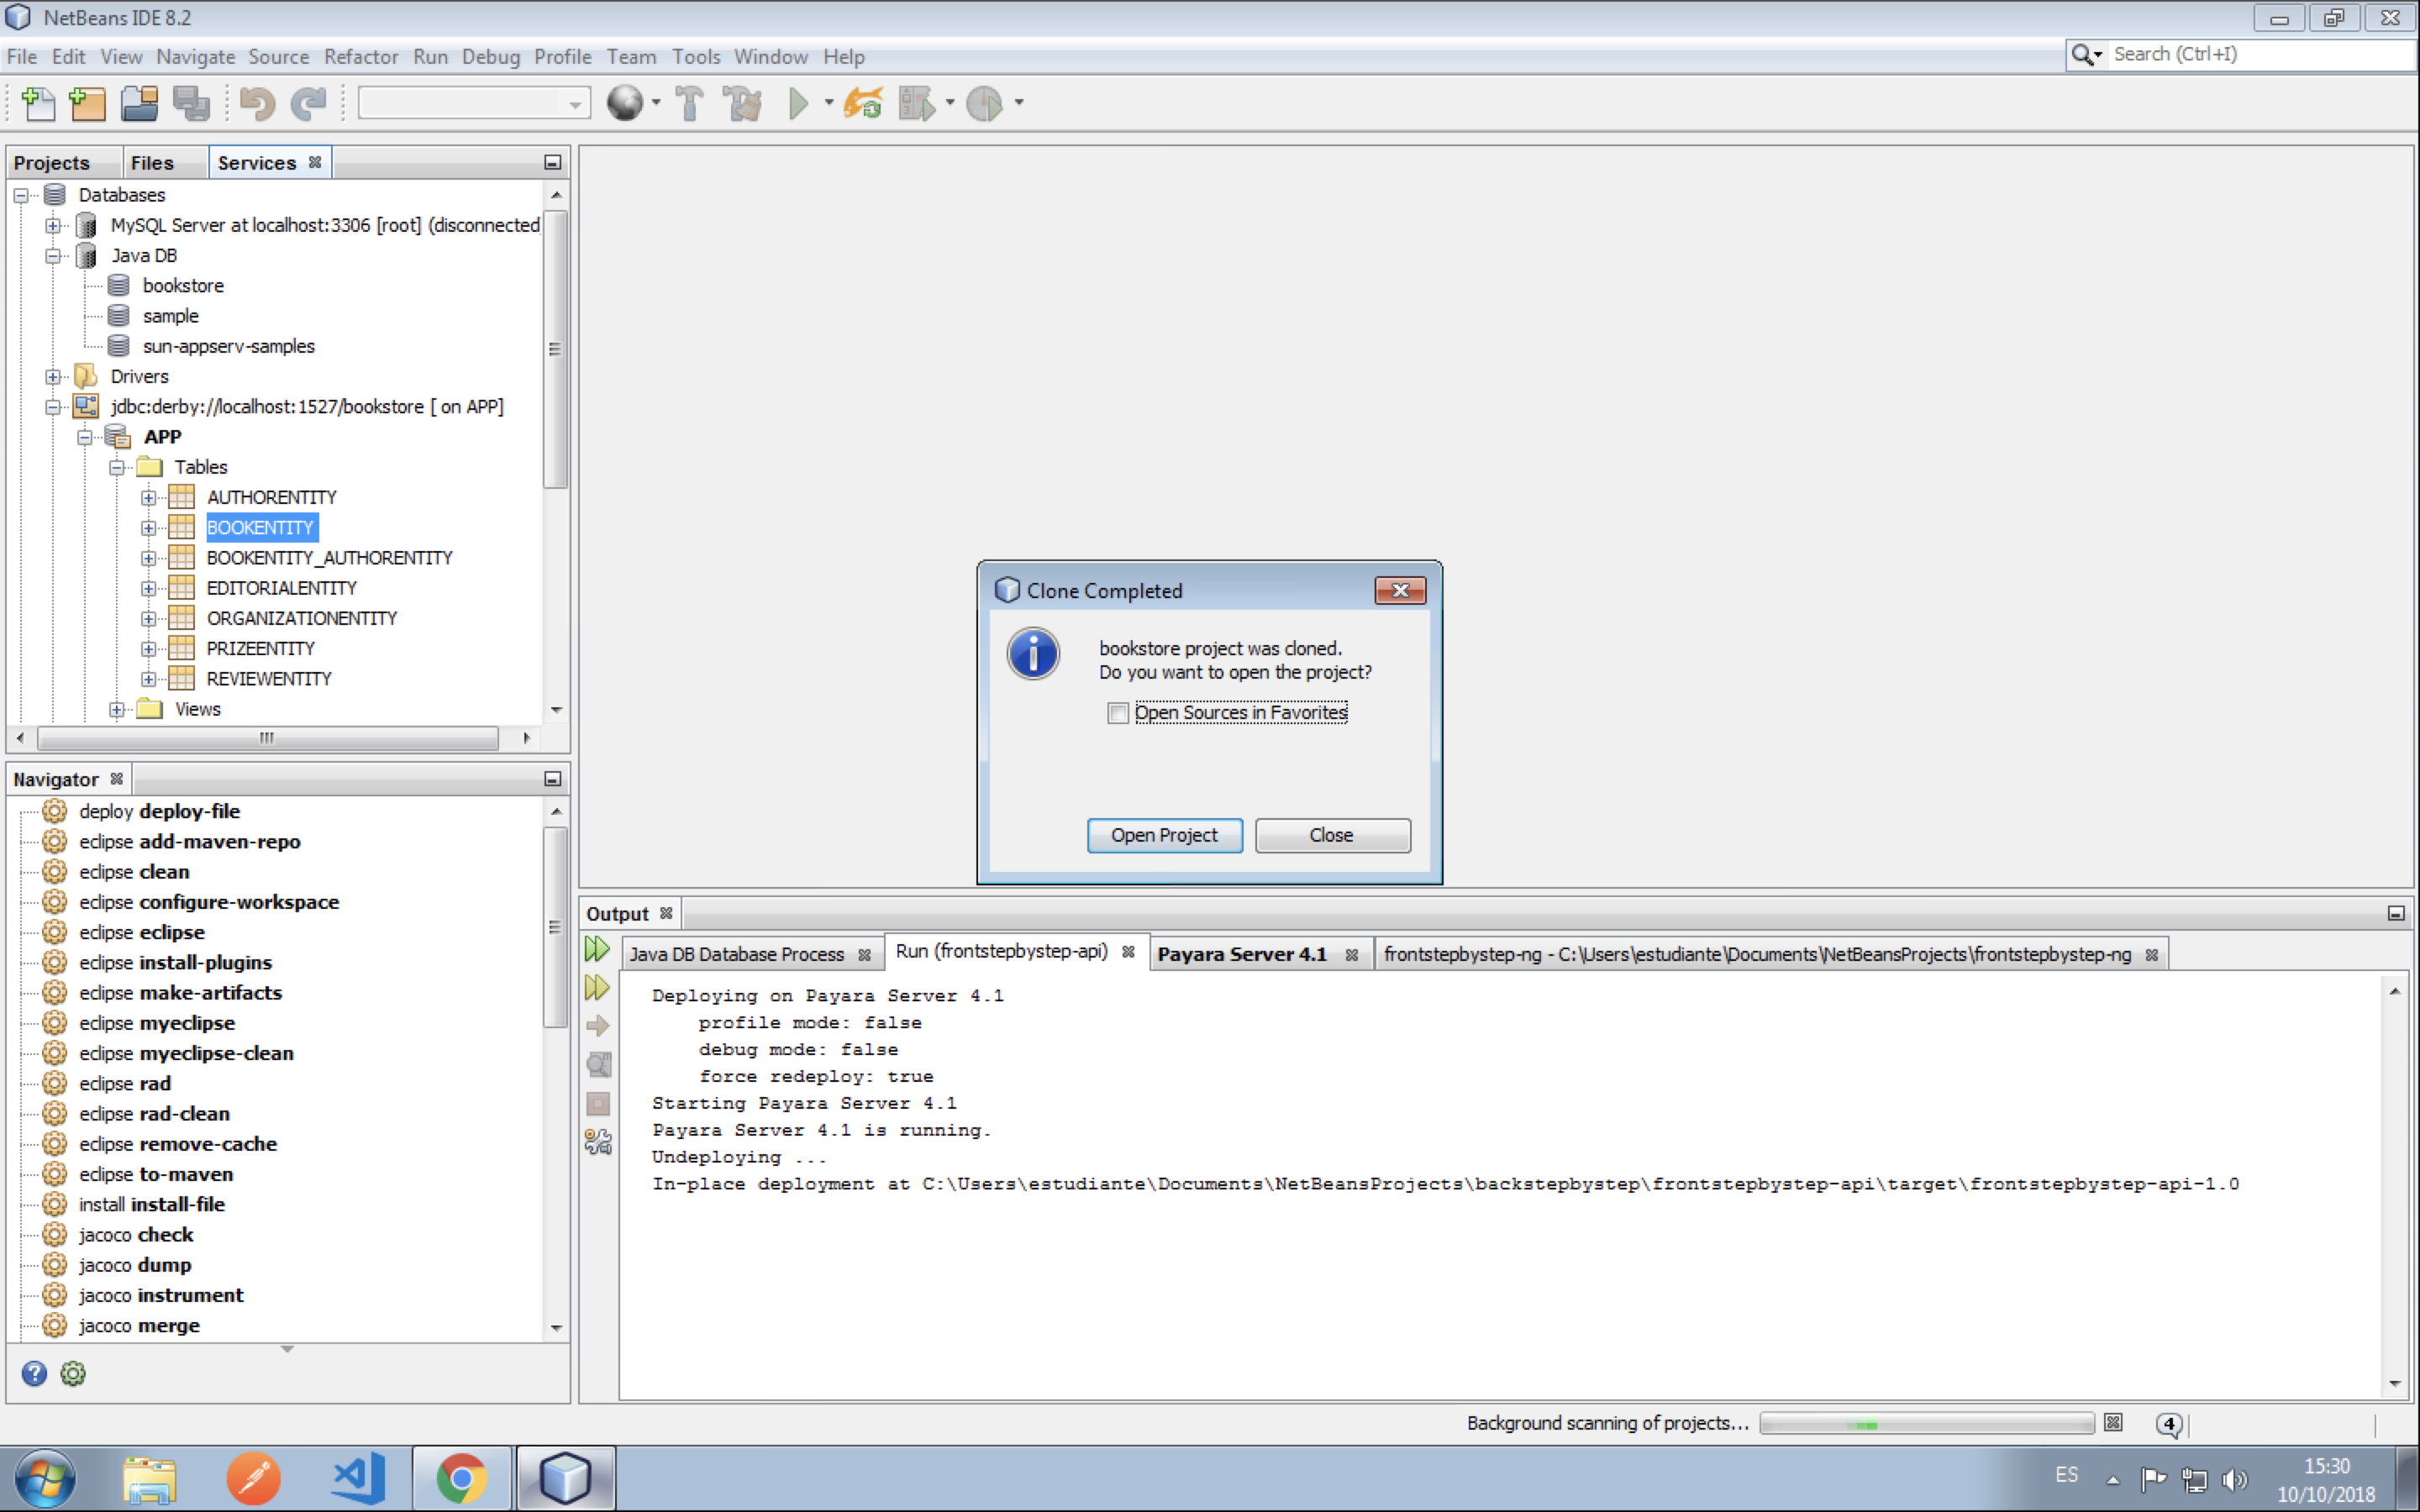 NetBeans IDE 8.2
File Edit View Navigate Source Refactor Run Debug Profile Team Tools Window Help
Search (Ctrl+I)
Projects Files Services
Databases
MySQL Server at localhost:3306 [root] (disconnected
Java DB
bookstore
sample
sun-appserv-samples
Drivers
jdbc:derby://localhost:1527/bookstore [ on APP]
APP
Tables
AUTHORENTITY
BOOKENTITY
BOOKENTITY_AUTHORENTITY
EDITORIALENTITY
ORGANIZATIONENTITY
PRIZEENTITY
REVIEWENTITY
Views
Navigator
deploy deploy-file
eclipse add-maven-repo
eclipse clean
eclipse configure-workspace
eclipse eclipse
eclipse install-plugins
eclipse make-artifacts
eclipse myeclipse
eclipse myeclipse-clean
eclipse rad
eclipse rad-clean
eclipse remove-cache
eclipse to-maven
install install-file
jacoco check
jacoco dump
jacoco instrument
jacoco merge
Clone Completed
bookstore project was cloned.
Do you want to open the project?
Open Sources in Favorites
Open Project Close
Output
Java DB Database Process Run (frontstepbystep-api) Payara Server 4.1 frontstepbystep-ng - C:\Users\estudiante\Documents\NetBeansProjects\frontstepbystep-ng
Deploying on Payara Server 4.1
profile mode: false
debug mode: false
force redeploy: true
Starting Payara Server 4.1
Payara Server 4.1 is running.
Undeploying ...
In-place deployment at C:\Users\estudiante\Documents\NetBeansProjects\backstepbystep\frontstepbystep-api\target\frontstepbystep-api-1.0
Background scanning of projects...
4
ES
15:30
10/10/2018